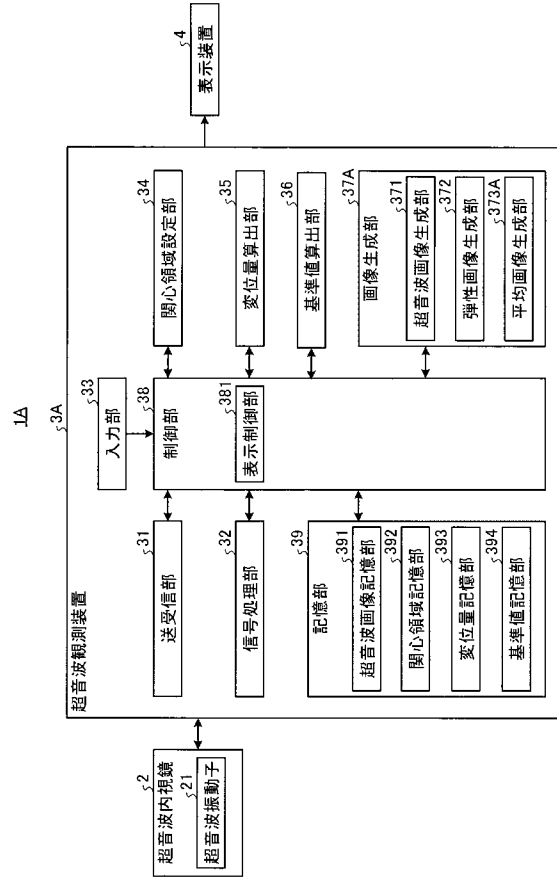 1A
超音波観測装置
3A
超音波内視鏡
2
超音波振動子
21
送受信部
31
信号処理部
32
記憶部
39
超音波画像記憶部
391
関心領域記憶部
392
変位量記憶部
393
基準値記憶部
394
入力部
33
制御部
38
表示制御部
381
関心領域設定部
34
変位量算出部
35
基準値算出部
36
画像生成部
37A
超音波画像生成部
371
弾性画像生成部
372
平均画像生成部
373A
表示装置
4